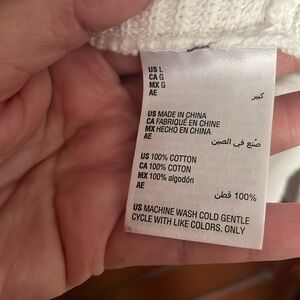 US L
CA G
MX G
AE
كبير
US MADE IN CHINA
CA FABRIQUÉ EN CHINE
MX HECHO EN CHINA
AE
صنع في الصين
US 100% COTTON
CA 100% COTON
MX 100% algodón
AE
100% قطن
US MACHINE WASH COLD GENTLE
CYCLE WITH LIKE COLORS. ONLY